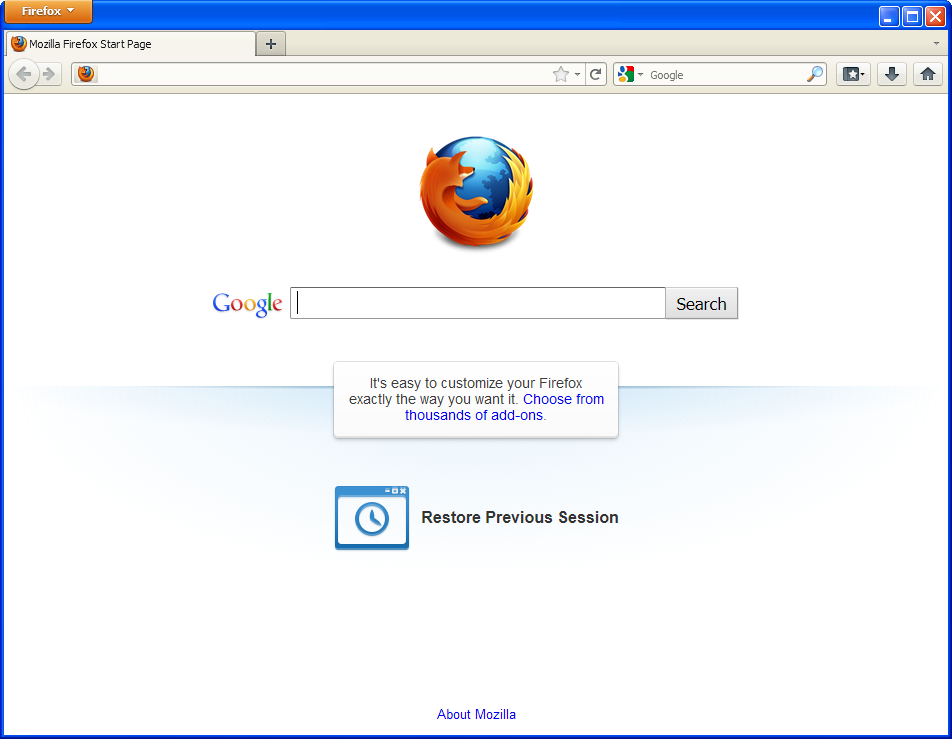 Firefox
Mozilla Firefox Start Page
Google
Google
Search
It's easy to customize your Firefox
exactly the way you want it. Choose from
thousands of add-ons.
Restore Previous Session
About Mozilla